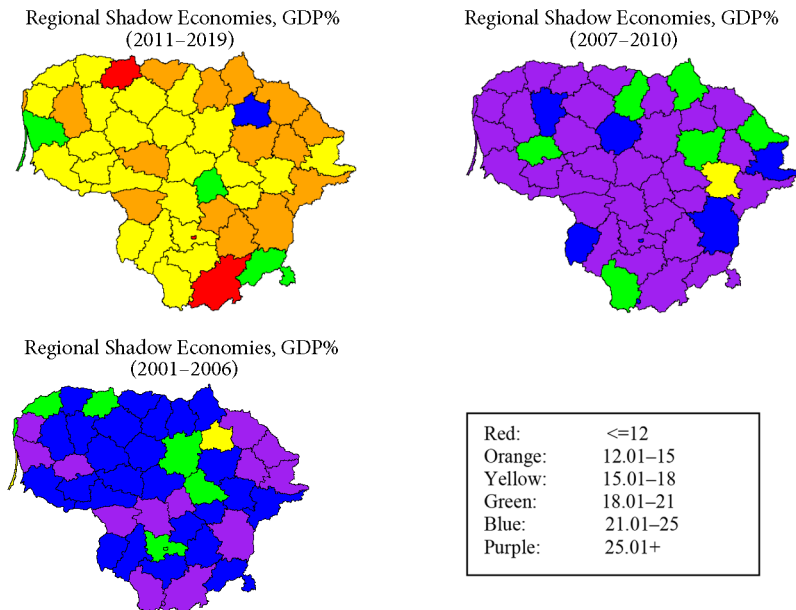 Regional Shadow Economies, GDP%
(2011–2019)
Regional Shadow Economies, GDP%
(2007–2010)
Regional Shadow Economies, GDP%
(2001–2006)
Red: <=12
Orange: 12.01–15
Yellow: 15.01–18
Green: 18.01–21
Blue: 21.01–25
Purple: 25.01+